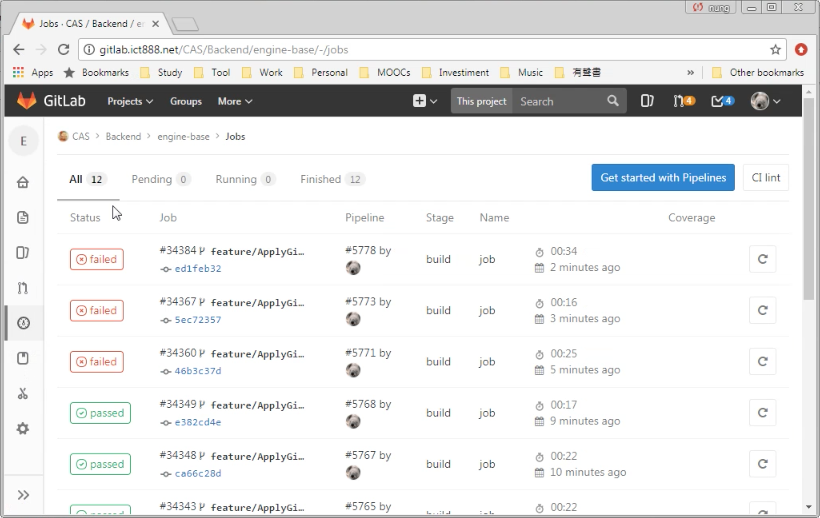 nung
Jobs · CAS / Backend / e
gitlab.ict888.net/CAS/Backend/engine-base/-/jobs
Apps Bookmarks Study Tool Work Personal MOOCs Investiment Music 有聲書 » Other bookmarks
GitLab Projects Groups More This project Search 4 4
E
CAS > Backend > engine-base > Jobs
All 12 Pending 0 Running 0 Finished 12 Get started with Pipelines CI lint
Status Job Pipeline Stage Name Coverage
failed #34384 feature/ApplyGi… #5778 by build job 00:34
ed1feb32 2 minutes ago
failed #34367 feature/ApplyGi… #5773 by build job 00:16
5ec72357 3 minutes ago
failed #34360 feature/ApplyGi… #5771 by build job 00:25
46b3c37d 5 minutes ago
passed #34349 feature/ApplyGi… #5768 by build job 00:17
e382cd4e 9 minutes ago
passed #34348 feature/ApplyGi… #5767 by build job 00:22
ca66c28d 10 minutes ago
passed #34343 feature/ApplyGi… #5765 by build job 00:22